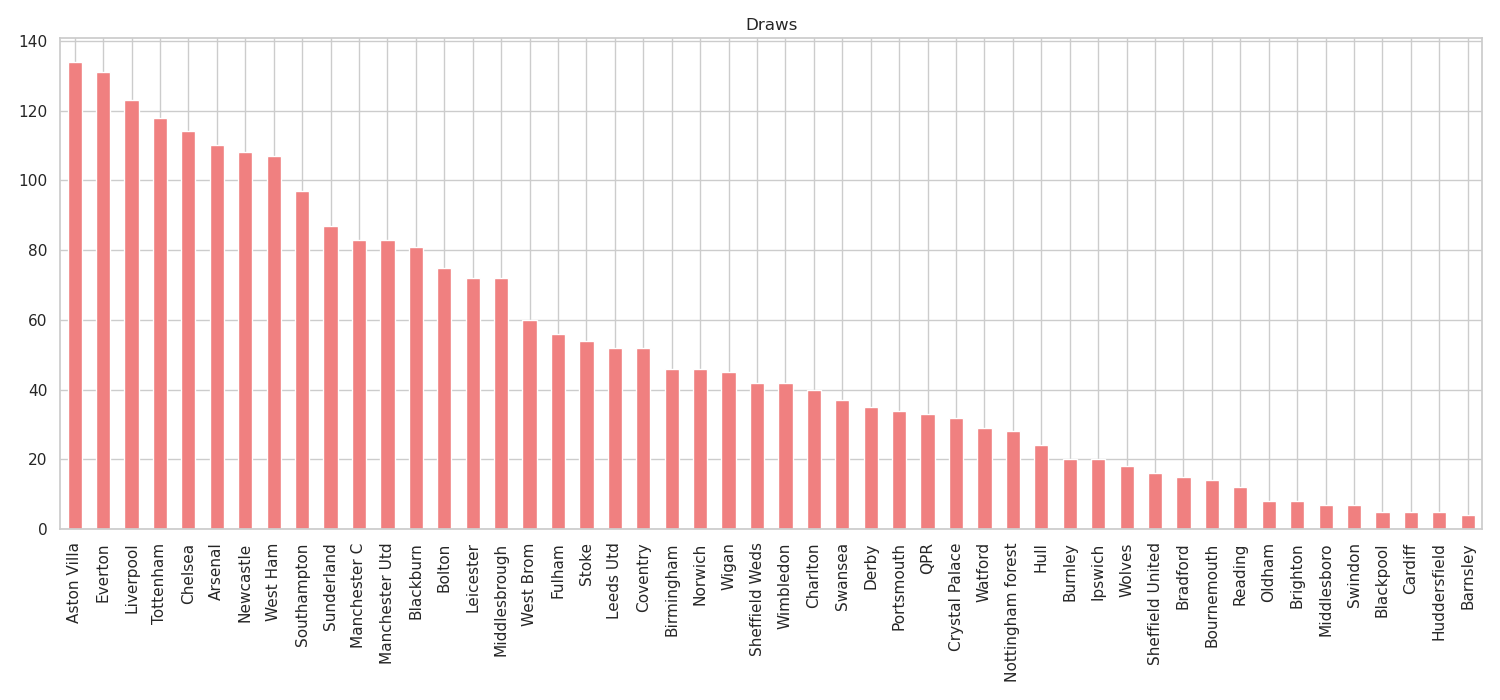 Draws
140
120
100
80
60
40
20
0
Aston Villa
Everton
Liverpool
Tottenham
Chelsea
Arsenal
Newcastle
West Ham
Southampton
Sunderland
Manchester C
Manchester Utd
Blackburn
Bolton
Leicester
Middlesbrough
West Brom
Fulham
Stoke
Leeds Utd
Coventry
Birmingham
Norwich
Wigan
Sheffield Weds
Wimbledon
Charlton
Swansea
Derby
Portsmouth
QPR
Crystal Palace
Watford
Nottingham forest
Hull
Burnley
Ipswich
Wolves
Sheffield United
Bradford
Bournemouth
Reading
Oldham
Brighton
Middlesboro
Swindon
Blackpool
Cardiff
Huddersfield
Barnsley